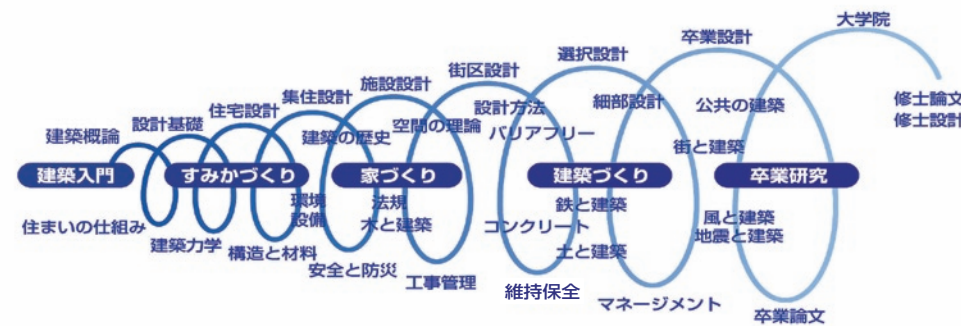 大学院
卒業設計
選択設計
街区設計
施設設計
集住設計
住宅設計
設計基礎
建築概論
修士論文
修士設計
公共の建築
細部設計
設計方法
バリアフリー
空間の理論
建築の歴史
街と建築
建築入門
すみかづくり
家づくり
建築づくり
卒業研究
環境
設備
法規
木と建築
鉄と建築
コンクリート
土と建築
風と建築
地震と建築
住まいの仕組み
建築力学
構造と材料
安全と防災
工事管理
維持保全
マネージメント
卒業論文